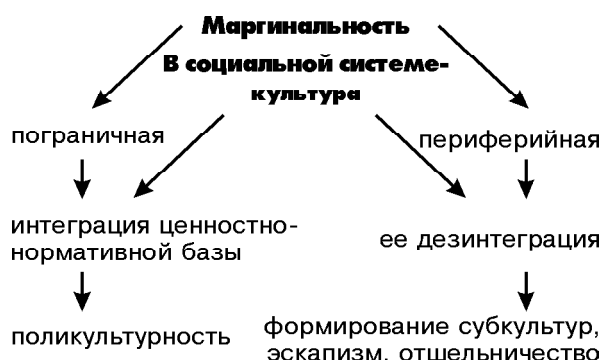 Маргинальность
В социальной системе-
культура
пограничная
периферийная
интеграция ценностно-
нормативной базы
ее дезинтеграция
поликультурность
формирование субкультур,
эскапизм, отшельничество